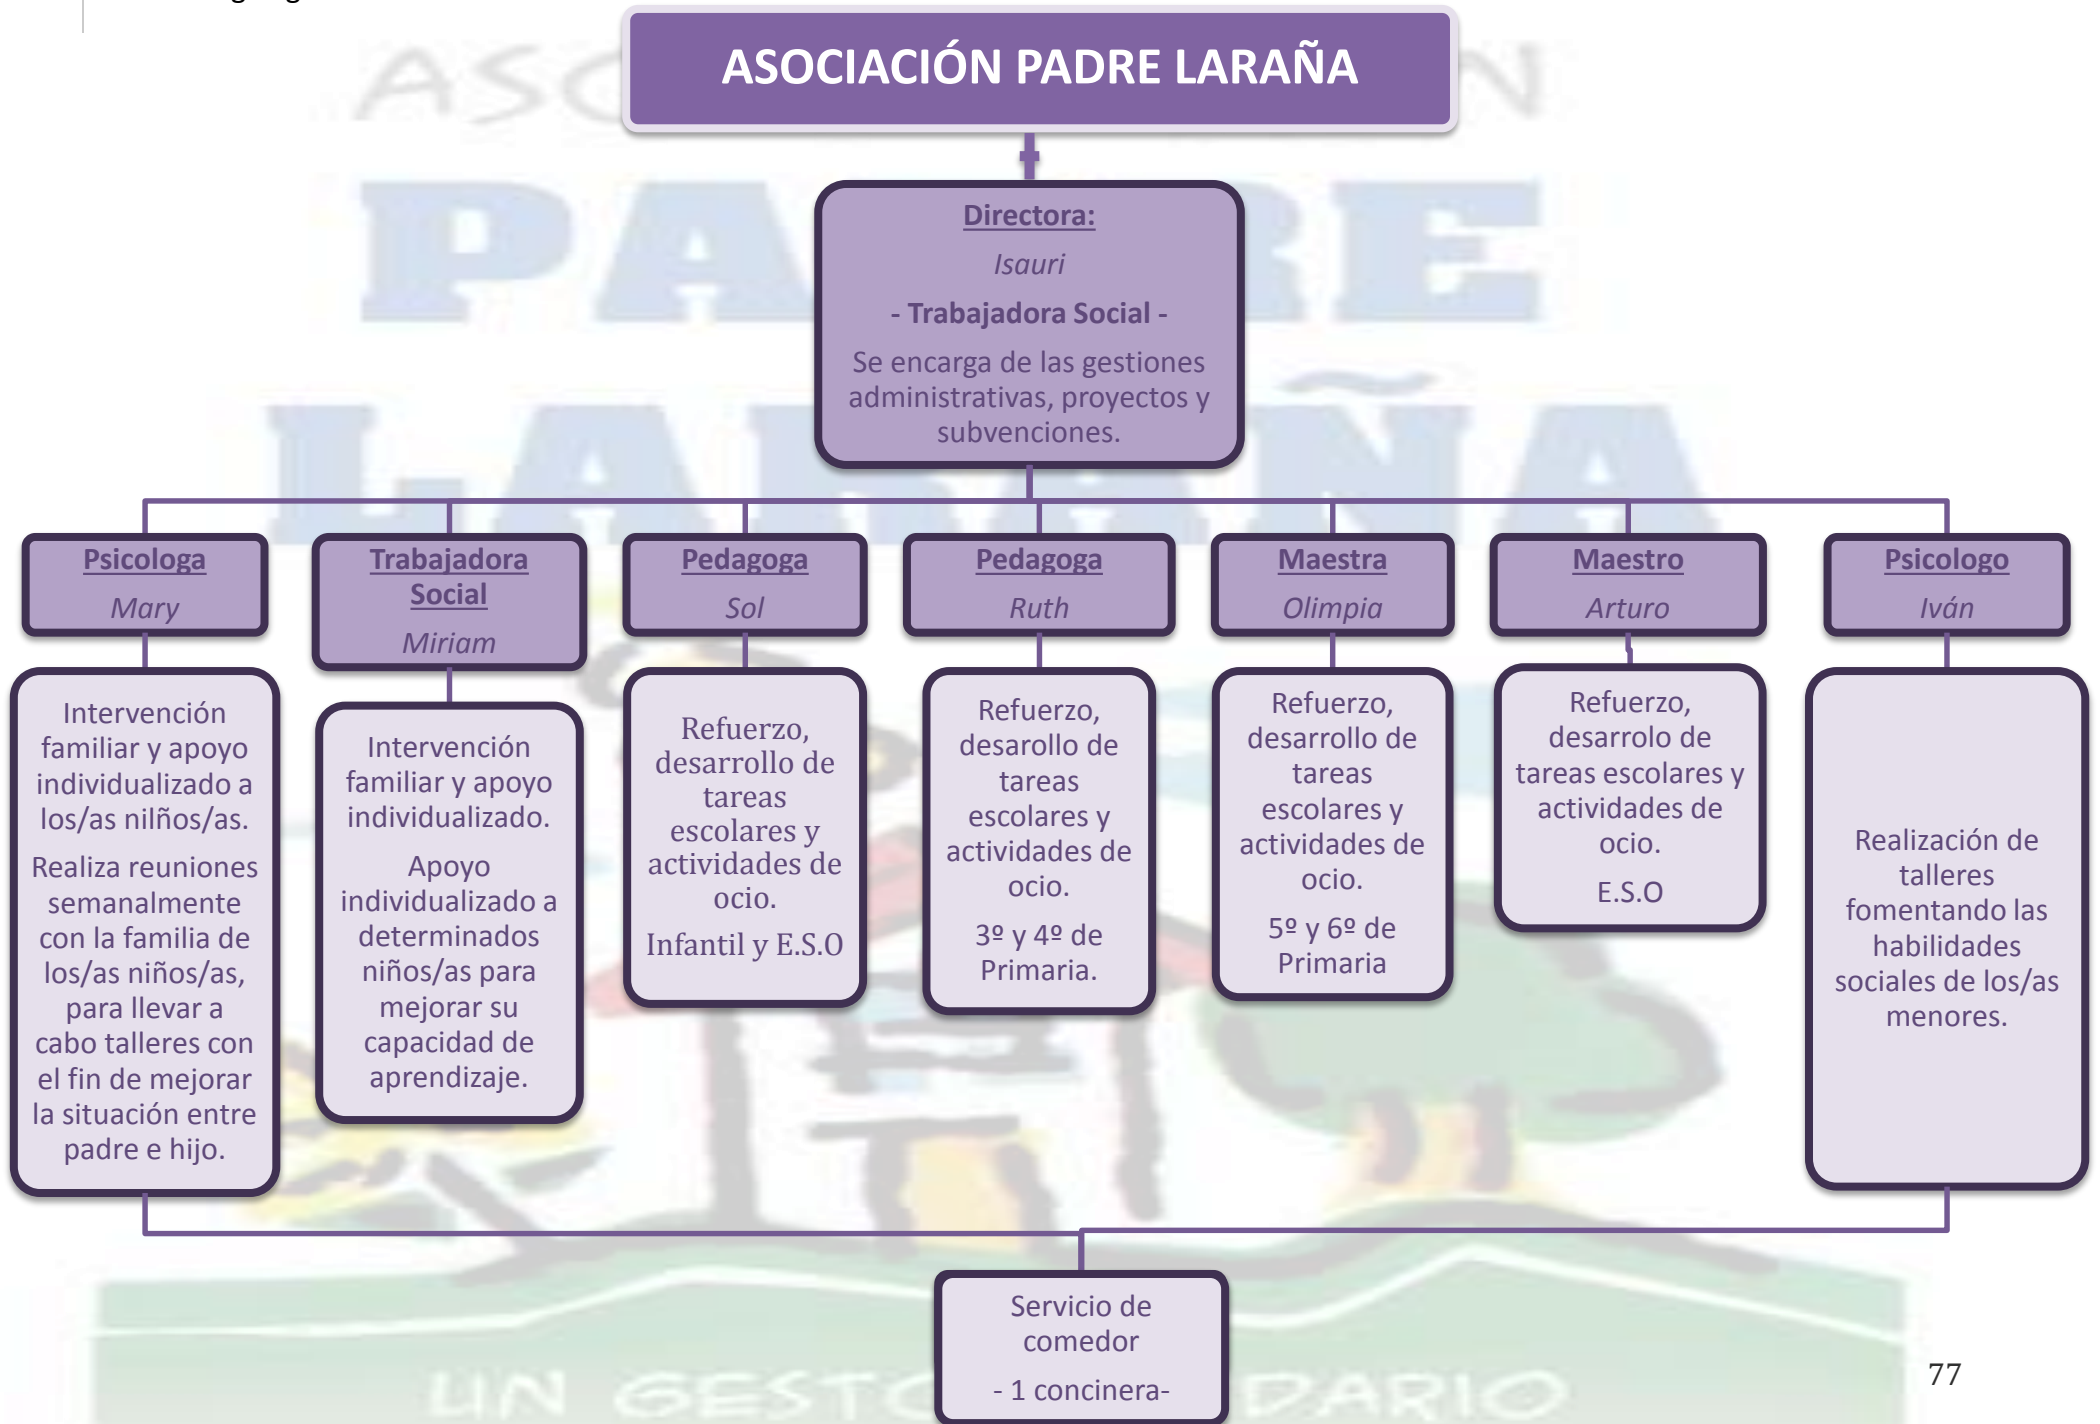 ASOCIACIÓN PADRE LARAÑA
Directora:
Isauri
- Trabajadora Social -
Se encarga de las gestiones
administrativas, proyectos y
subvenciones.
Psicologa
Mary
Intervención
familiar y apoyo
individualizado a
los/as nilños/as.
Realiza reuniones
semanalmente
con la familia de
los/as niños/as,
para llevar a
cabo talleres con
el fin de mejorar
la situación entre
padre e hijo.
Trabajadora
Social
Miriam
Intervención
familiar y apoyo
individualizado.
Apoyo
individualizado a
determinados
niños/as para
mejorar su
capacidad de
aprendizaje.
Pedagoga
Sol
Refuerzo,
desarrollo de
tareas
escolares y
actividades de
ocio.
Infantil y E.S.O
Pedagoga
Ruth
Refuerzo,
desarollo de
tareas
escolares y
actividades de
ocio.
3º y 4º de
Primaria.
Maestra
Olimpia
Refuerzo,
desarrollo de
tareas
escolares y
actividades de
ocio.
5º y 6º de
Primaria
Maestro
Arturo
Refuerzo,
desarrolo de
tareas escolares y
actividades de
ocio.
E.S.O
Psicologo
Iván
Realización de
talleres
fomentando las
habilidades
sociales de los/as
menores.
Servicio de
comedor
- 1 concinera-
LARAÑA
UN GESTO
77